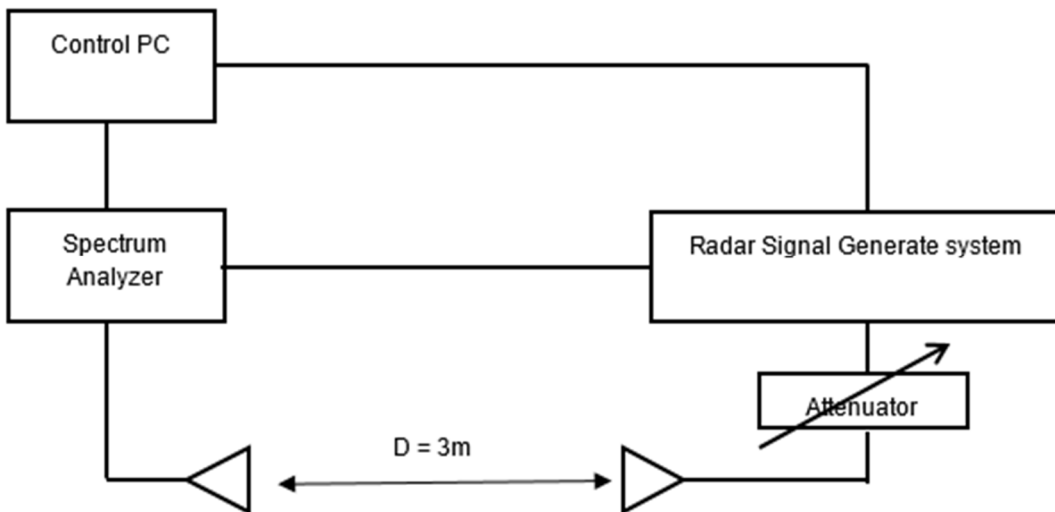 Control PC
Spectrum
Analyzer
Radar Signal Generate system
Attenuator
D = 3m